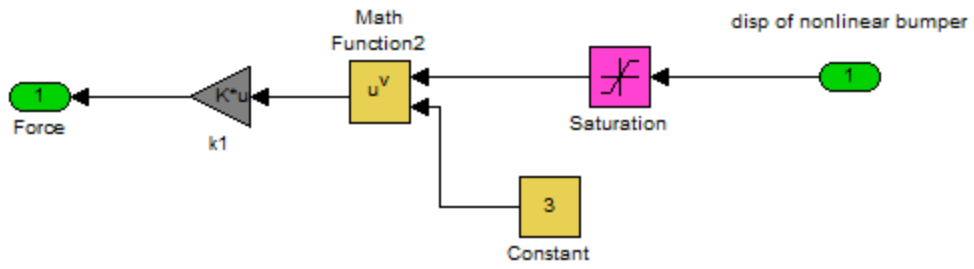 Math
Function2
disp of nonlinear bumper
1
Force
K*u
k1
u^v
Saturation
1
3
Constant